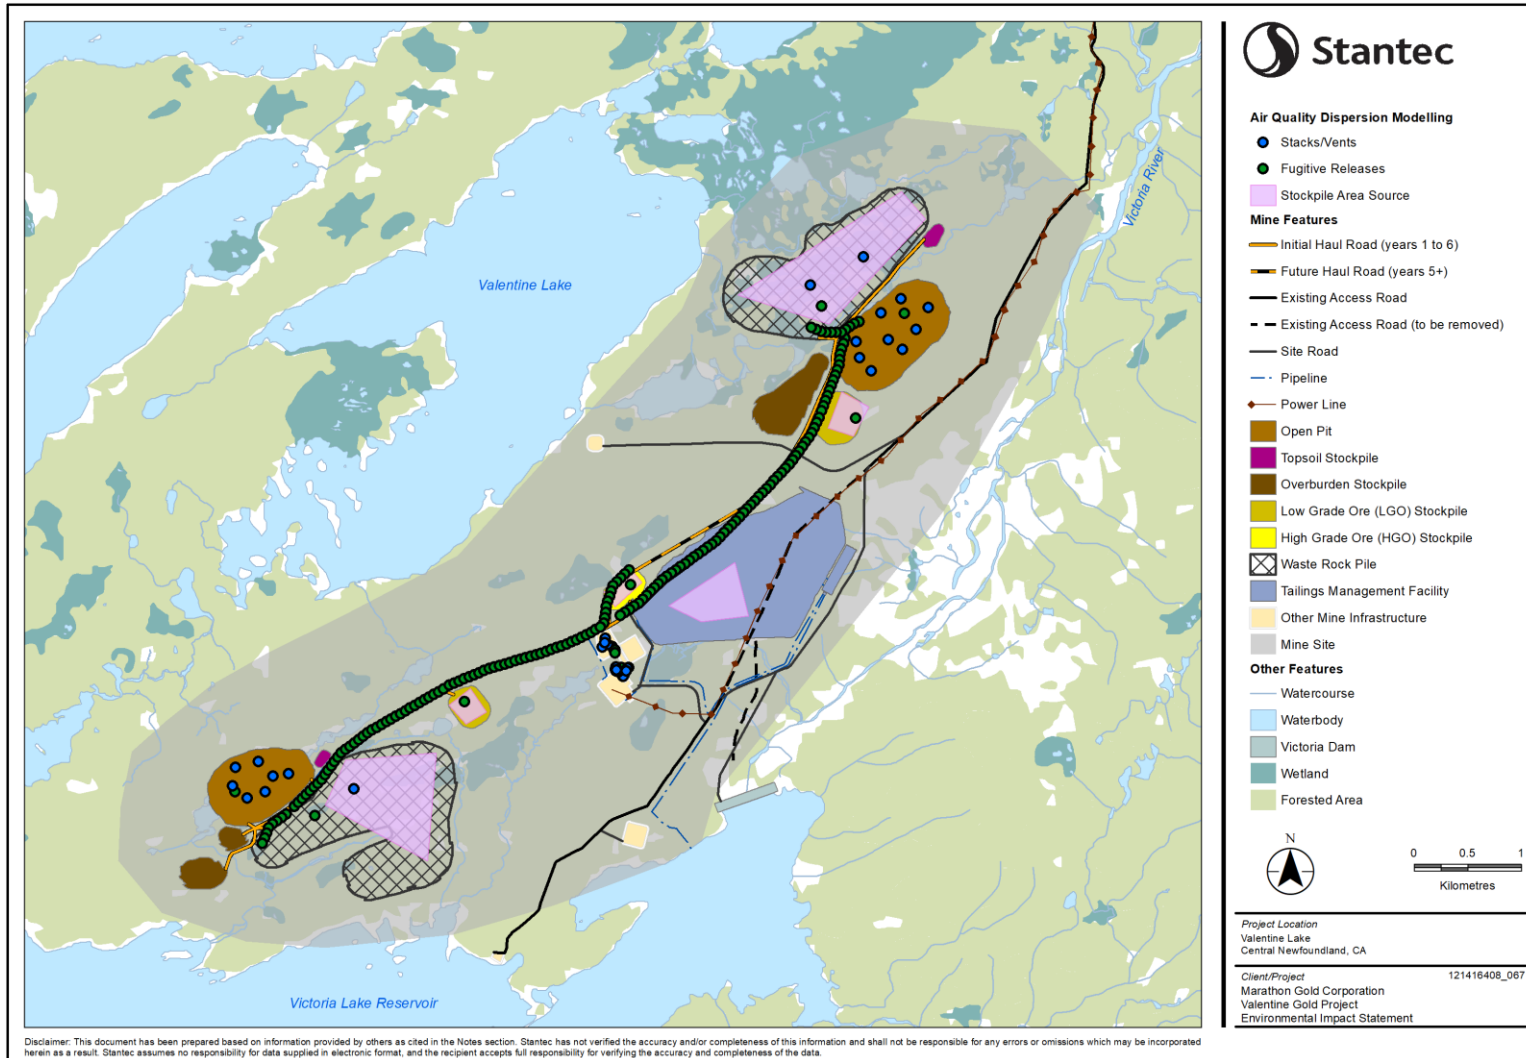 Stantec
Air Quality Dispersion Modelling
Stacks/Vents
Fugitive Releases
Stockpile Area Source
Mine Features
Initial Haul Road (years 1 to 6)
Future Haul Road (years 5+)
Existing Access Road
Existing Access Road (to be removed)
Site Road
Pipeline
Power Line
Open Pit
Topsoil Stockpile
Overburden Stockpile
Low Grade Ore (LGO) Stockpile
High Grade Ore (HGO) Stockpile
Waste Rock Pile
Tailings Management Facility
Other Mine Infrastructure
Mine Site
Other Features
Watercourse
Waterbody
Victoria Dam
Wetland
Forested Area
N
0 0.5 1
Kilometres
Project Location
Valentine Lake
Central Newfoundland, CA
Client/Project 121416408_067
Marathon Gold Corporation
Valentine Gold Project
Environmental Impact Statement
Victoria River
Valentine Lake
Victoria Lake Reservoir
Disclaimer: This document has been prepared based on information provided by others as cited in the Notes section. Stantec has not verified the accuracy and/or completeness of this information and shall not be responsible for any errors or omissions which may be incorporated
herein as a result. Stantec assumes no responsibility for data supplied in electronic format, and the recipient accepts full responsibility for verifying the accuracy and completeness of the data.